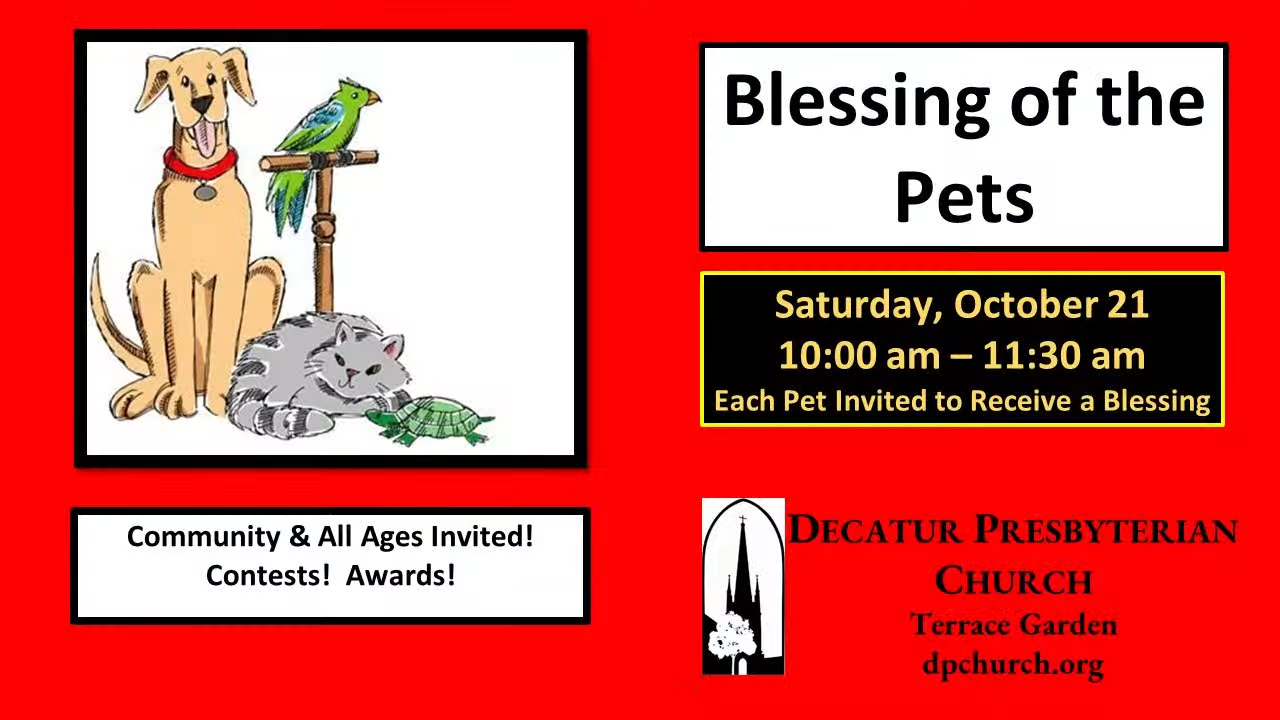 Blessing of the
Pets
Saturday, October 21
10:00 am – 11:30 am
Each Pet Invited to Receive a Blessing
Community & All Ages Invited!
Contests!  Awards!
DECATUR PRESBYTERIAN
CHURCH
Terrace Garden
dpchurch.org